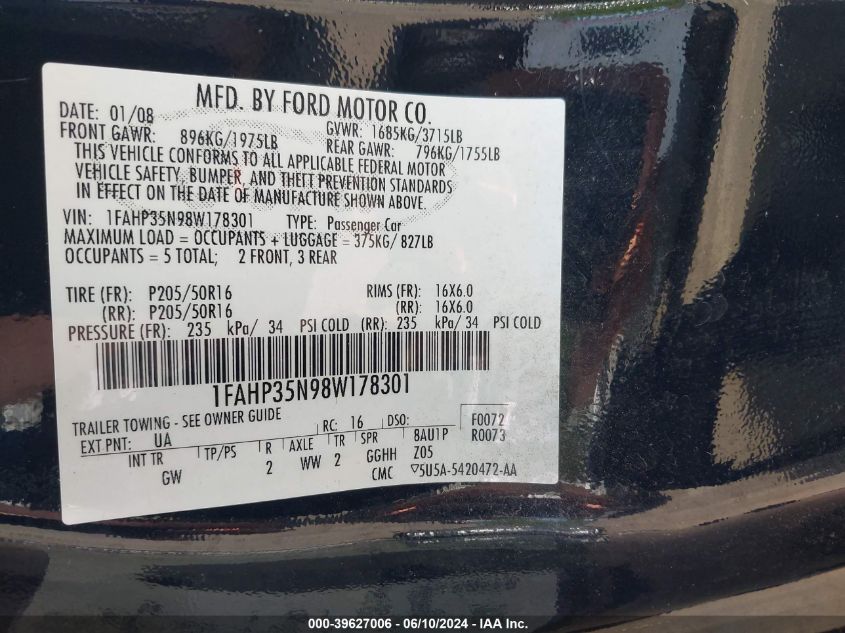 MFD. BY FORD MOTOR CO.
DATE: 01/08 GVWR: 1685KG/3715LB
FRONT GAWR: 896KG/1975LB REAR GAWR: 796KG/1755LB
THIS VEHICLE CONFORMS TO ALL APPLICABLE FEDERAL MOTOR
VEHICLE SAFETY, BUMPER, AND THEFT PREVENTION STANDARDS
IN EFFECT ON THE DATE OF MANUFACTURE SHOWN ABOVE.
VIN: 1FAHP35N98W178301 TYPE: Passenger Car
MAXIMUM LOAD = OCCUPANTS + LUGGAGE = 375KG/ 827LB
OCCUPANTS = 5 TOTAL; 2 FRONT, 3 REAR
TIRE (FR): P205/50R16 RIMS (FR): 16X6.0
(RR): P205/50R16 (RR): 16X6.0
PRESSURE (FR): 235 kPa/ 34 PSI COLD (RR): 235 kPa/ 34 PSI COLD
1FAHP35N98W178301
TRAILER TOWING - SEE OWNER GUIDE
EXT PNT: UA RC: 16 DSO: F0072
R0073
INT TR TP/PS R AXLE TR SPR 8AU1P
GW 2 WW 2 GGHH Z05
CMC ▽5U5A-5420472-AA
000-39627006 - 06/10/2024 - IAA Inc.